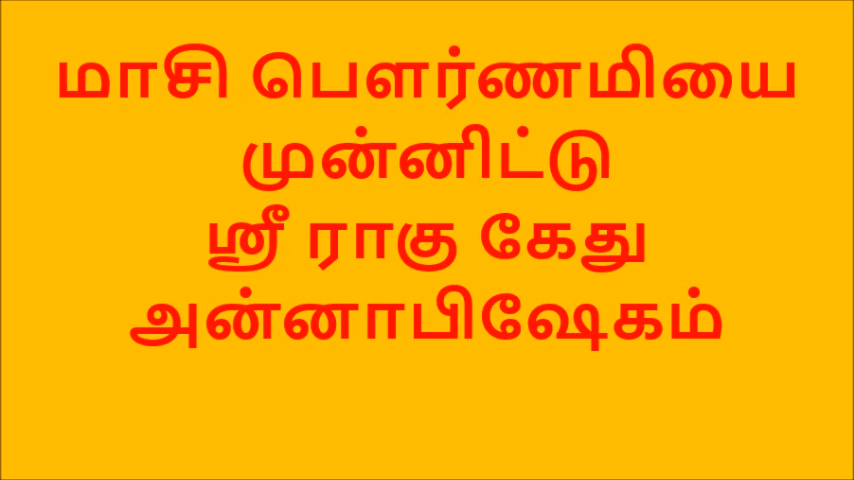 மாசி பௌர்ணமியை
முன்னிட்டு
ஸ்ரீ ராகு கேது
அன்னாபிஷேகம்